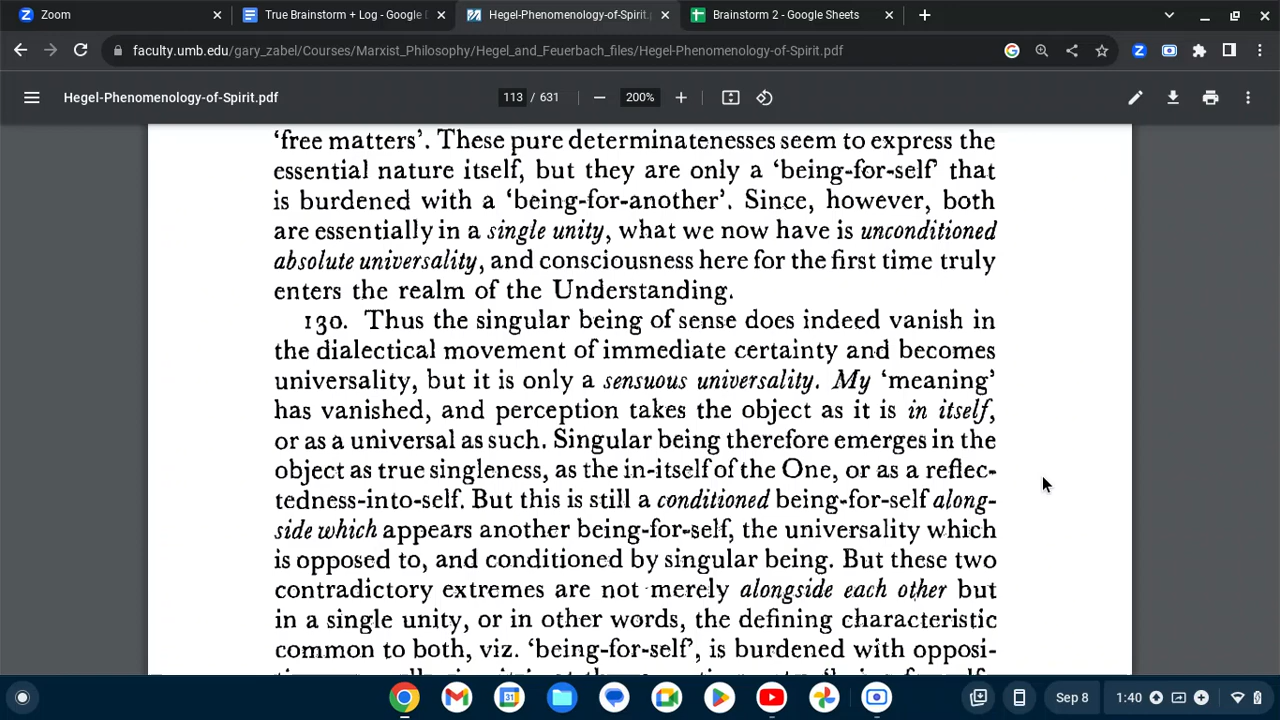 Zoom
True Brainstorm + Log - Google D
Hegel-Phenomenology-of-Spirit.p
Brainstorm 2 - Google Sheets
faculty.umb.edu/gary_zabel/Courses/Marxist_Philosophy/Hegel_and_Feuerbach_files/Hegel-Phenomenology-of-Spirit.pdf
Hegel-Phenomenology-of-Spirit.pdf
113 / 631
200%
‘free matters’. These pure determinatenesses seem to express the
essential nature itself, but they are only a ‘being-for-self’ that
is burdened with a ‘being-for-another’. Since, however, both
are essentially in a single unity, what we now have is unconditioned
absolute universality, and consciousness here for the first time truly
enters the realm of the Understanding.
130. Thus the singular being of sense does indeed vanish in
the dialectical movement of immediate certainty and becomes
universality, but it is only a sensuous universality. My ‘meaning’
has vanished, and perception takes the object as it is in itself,
or as a universal as such. Singular being therefore emerges in the
object as true singleness, as the in-itself of the One, or as a reflec-
tedness-into-self. But this is still a conditioned being-for-self along-
side which appears another being-for-self, the universality which
is opposed to, and conditioned by singular being. But these two
contradictory extremes are not merely alongside each other but
in a single unity, or in other words, the defining characteristic
common to both, viz. ‘being-for-self’, is burdened with opposi-
Sep 8
1:40